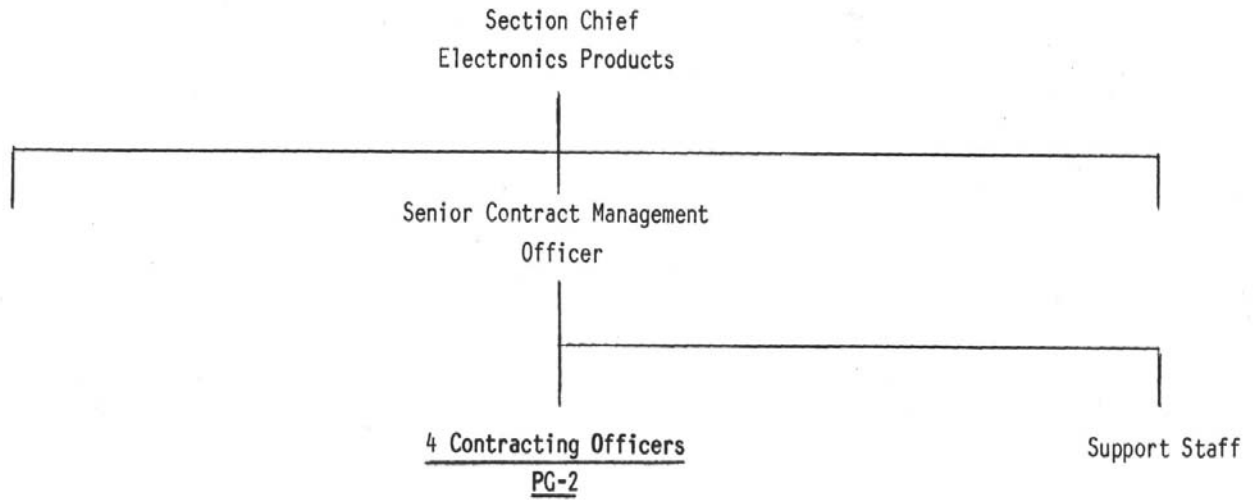 Section Chief
Electronics Products
Senior Contract Management
Officer
4 Contracting Officers
Support Staff
PG-2